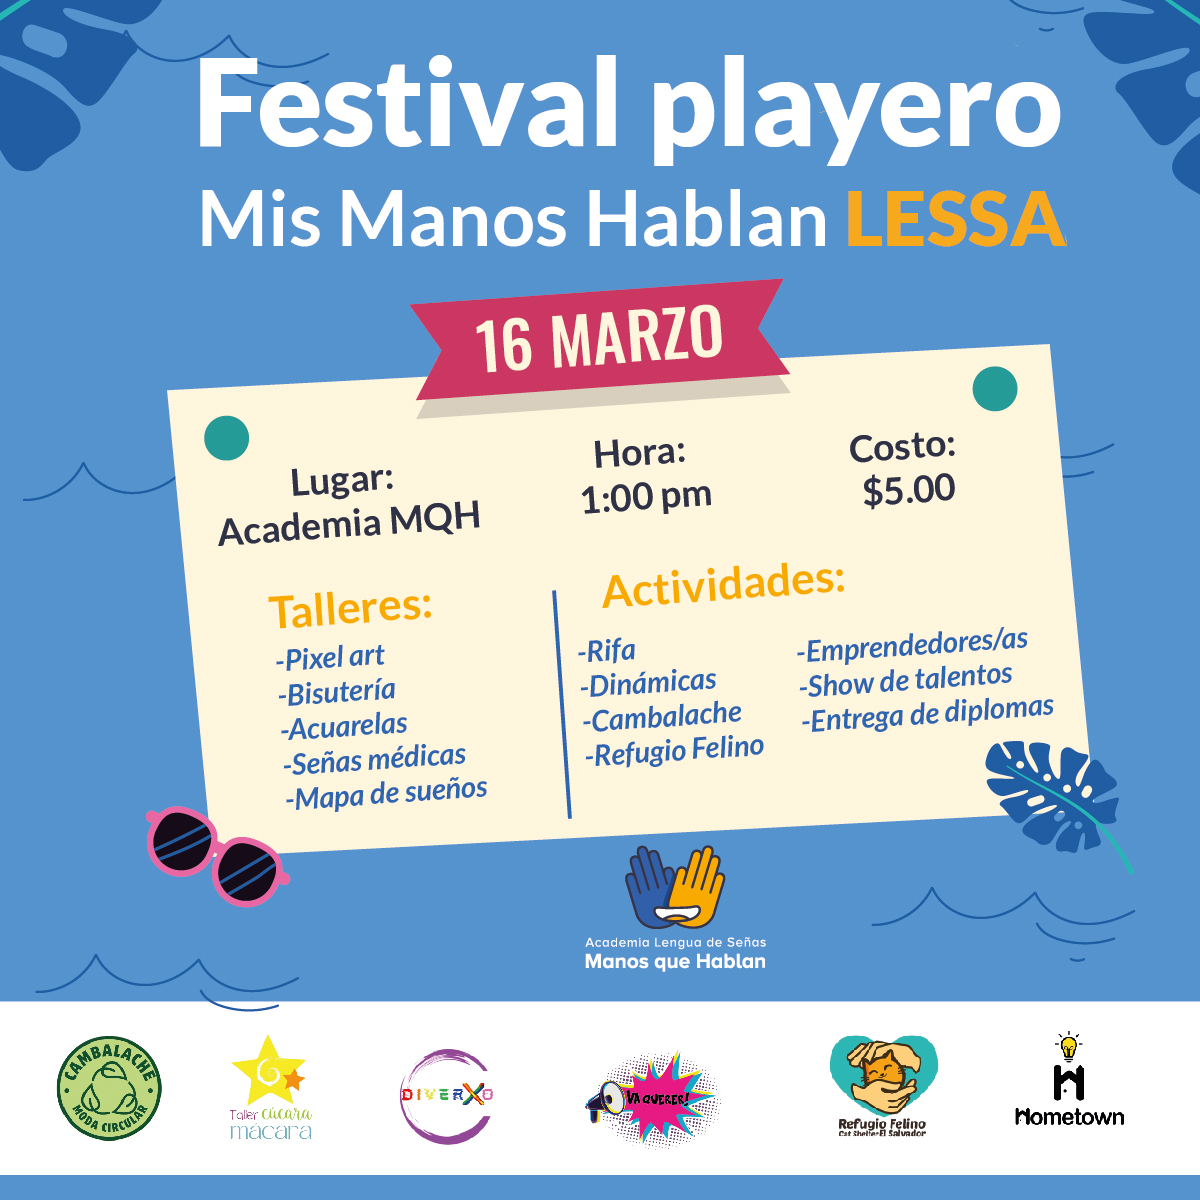 Festival playero
Mis Manos Hablan LESSA
16 MARZO
Lugar:
Academia MQH
Hora:
1:00 pm
Costo:
$5.00
Talleres:
-Pixel art
-Bisutería
-Acuarelas
-Señas médicas
-Mapa de sueños
Actividades:
-Rifa
-Dinámicas
-Cambalache
-Refugio Felino
-Emprendedores/as
-Show de talentos
-Entrega de diplomas
Academia Lengua de Señas
Manos que Hablan
CAMBALACHE
MODA CIRCULAR
Taller cúcara
mácara
DIVERXO
VA QUERER!
Refugio Felino
Cat Shelter El Salvador
Hometown